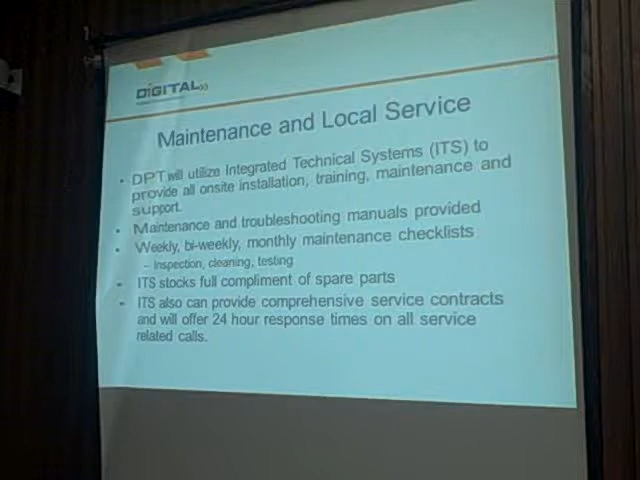 DIGITAL
Maintenance and Local Service
• DPT will utilize Integrated Technical Systems (ITS) to
provide all onsite installation, training, maintenance and
support.
• Maintenance and troubleshooting manuals provided
• Weekly, bi-weekly, monthly maintenance checklists
– Inspection, cleaning, testing
• ITS stocks full compliment of spare parts
• ITS also can provide comprehensive service contracts
and will offer 24 hour response times on all service
related calls.